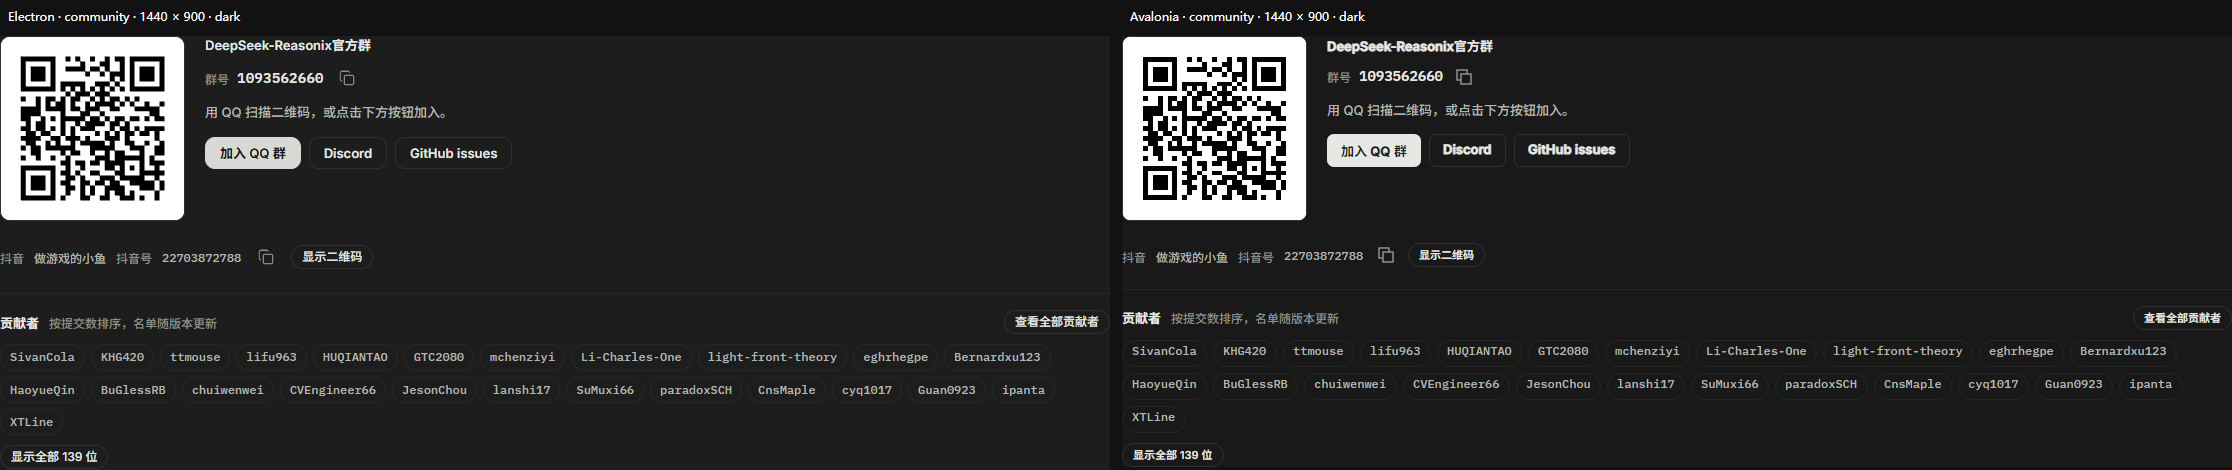 Electron · community · 1440 × 900 · dark
DeepSeek-Reasonix官方群
群号 1093562660
用 QQ 扫描二维码，或点击下方按钮加入。
加入 QQ 群 Discord GitHub issues
抖音 做游戏的小鱼 抖音号 22703872788 显示二维码
贡献者 按提交数排序，名单随版本更新 查看全部贡献者
SivanCola KHG420 ttmouse lifu963 HUQIANTAO GTC2080 mchenziyi Li-Charles-One light-front-theory eghrhegpe Bernardxu123
HaoyueQin BuGlessRB chuiwenwei CVEngineer66 JesonChou lanshi17 SuMuxi66 paradoxSCH CnsMaple cyq1017 Guan0923 ipanta
XTLine
显示全部 139 位
Avalonia · community · 1440 × 900 · dark
DeepSeek-Reasonix官方群
群号 1093562660
用 QQ 扫描二维码，或点击下方按钮加入。
加入 QQ 群 Discord GitHub issues
抖音 做游戏的小鱼 抖音号 22703872788 显示二维码
贡献者 按提交数排序，名单随版本更新 查看全部贡献者
SivanCola KHG420 ttmouse lifu963 HUQIANTAO GTC2080 mchenziyi Li-Charles-One light-front-theory eghrhegpe Bernardxu123
HaoyueQin BuGlessRB chuiwenwei CVEngineer66 JesonChou lanshi17 SuMuxi66 paradoxSCH CnsMaple cyq1017 Guan0923 ipanta
XTLine
显示全部 139 位